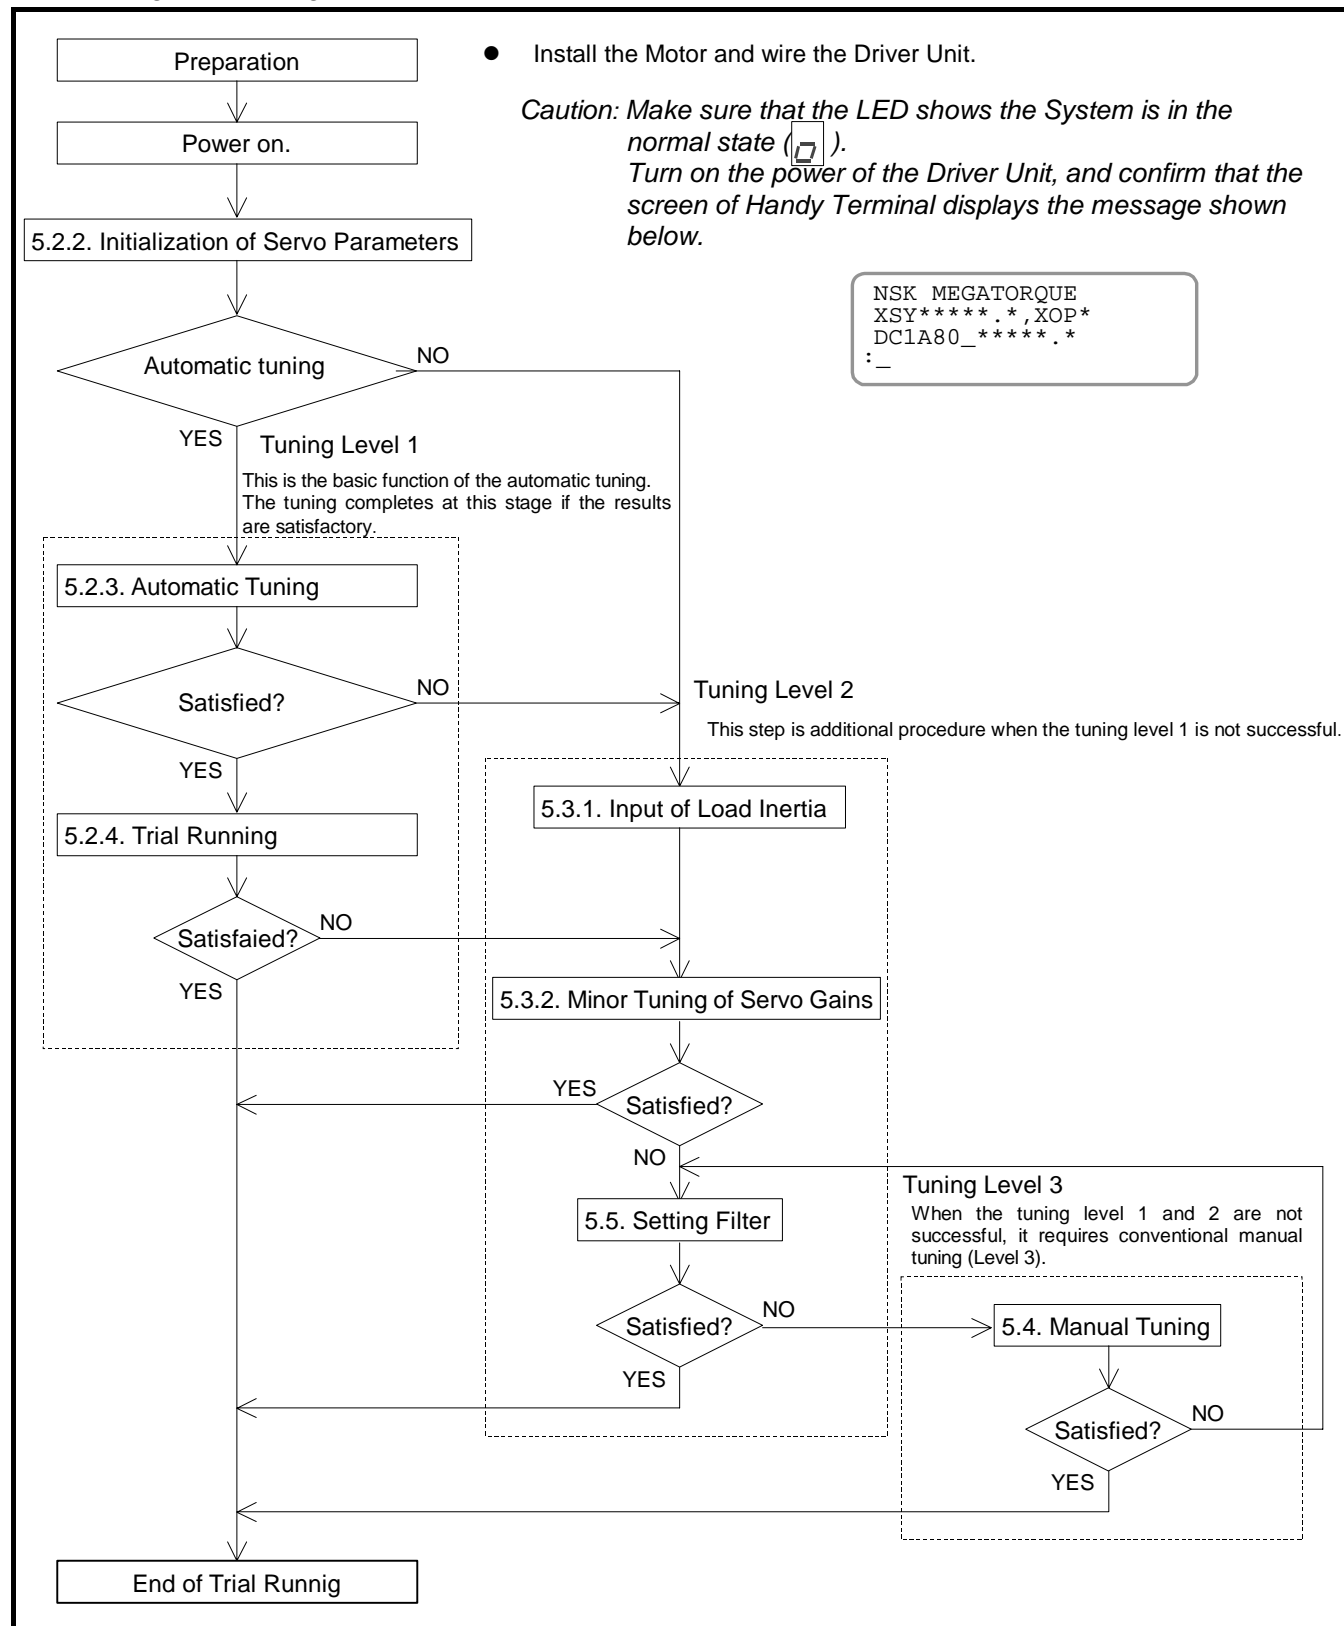 Preparation
● Install the Motor and wire the Driver Unit.
Caution: Make sure that the LED shows the System is in the
normal state ( ).
Turn on the power of the Driver Unit, and confirm that the
screen of Handy Terminal displays the message shown
below.
Power on.
5.2.2. Initialization of Servo Parameters
NSK MEGATORQUE
XSY*****.*,XOP*
DC1A80_*****.*
:_
Automatic tuning
NO
YES
Tuning Level 1
This is the basic function of the automatic tuning.
The tuning completes at this stage if the results
are satisfactory.
5.2.3. Automatic Tuning
Satisfied?
NO
YES
Tuning Level 2
This step is additional procedure when the tuning level 1 is not successful.
5.2.4. Trial Running
5.3.1. Input of Load Inertia
Satisfaied?
NO
YES
5.3.2. Minor Tuning of Servo Gains
Satisfied?
YES
NO
5.5. Setting Filter
Satisfied?
NO
YES
Tuning Level 3
When the tuning level 1 and 2 are not
successful, it requires conventional manual
tuning (Level 3).
5.4. Manual Tuning
Satisfied?
NO
YES
End of Trial Runnig